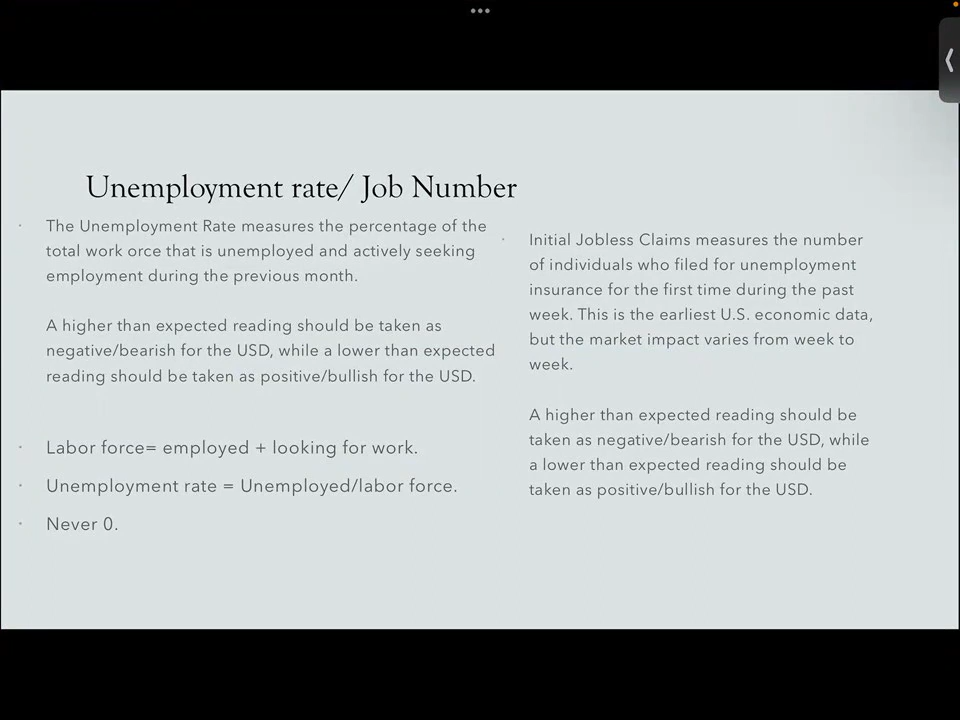 Unemployment rate/ Job Number
The Unemployment Rate measures the percentage of the
total work orce that is unemployed and actively seeking
employment during the previous month.
A higher than expected reading should be taken as
negative/bearish for the USD, while a lower than expected
reading should be taken as positive/bullish for the USD.
Labor force= employed + looking for work.
Unemployment rate = Unemployed/labor force.
Never 0.
Initial Jobless Claims measures the number
of individuals who filed for unemployment
insurance for the first time during the past
week. This is the earliest U.S. economic data,
but the market impact varies from week to
week.
A higher than expected reading should be
taken as negative/bearish for the USD, while
a lower than expected reading should be
taken as positive/bullish for the USD.